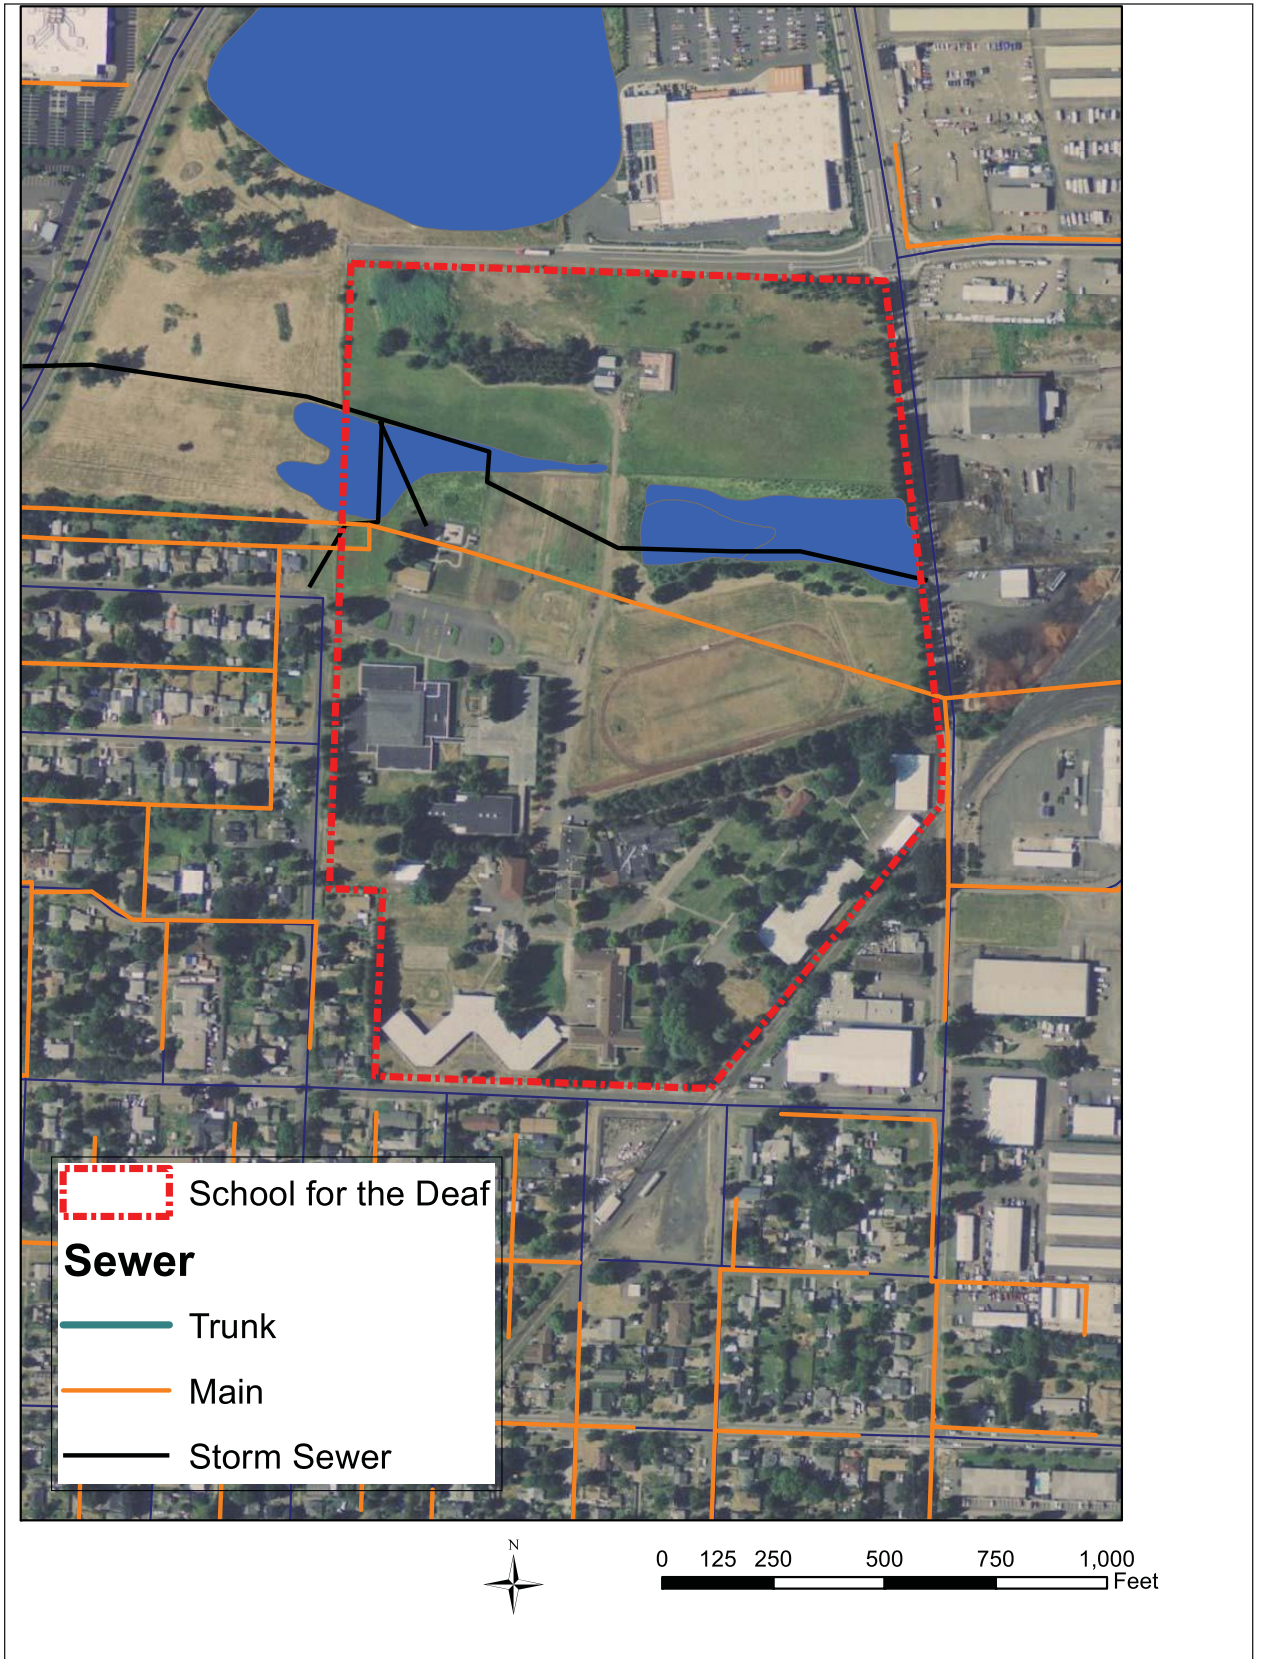 School for the Deaf
Sewer
Trunk
Main
Storm Sewer
N
0 125 250 500 750 1,000
Feet